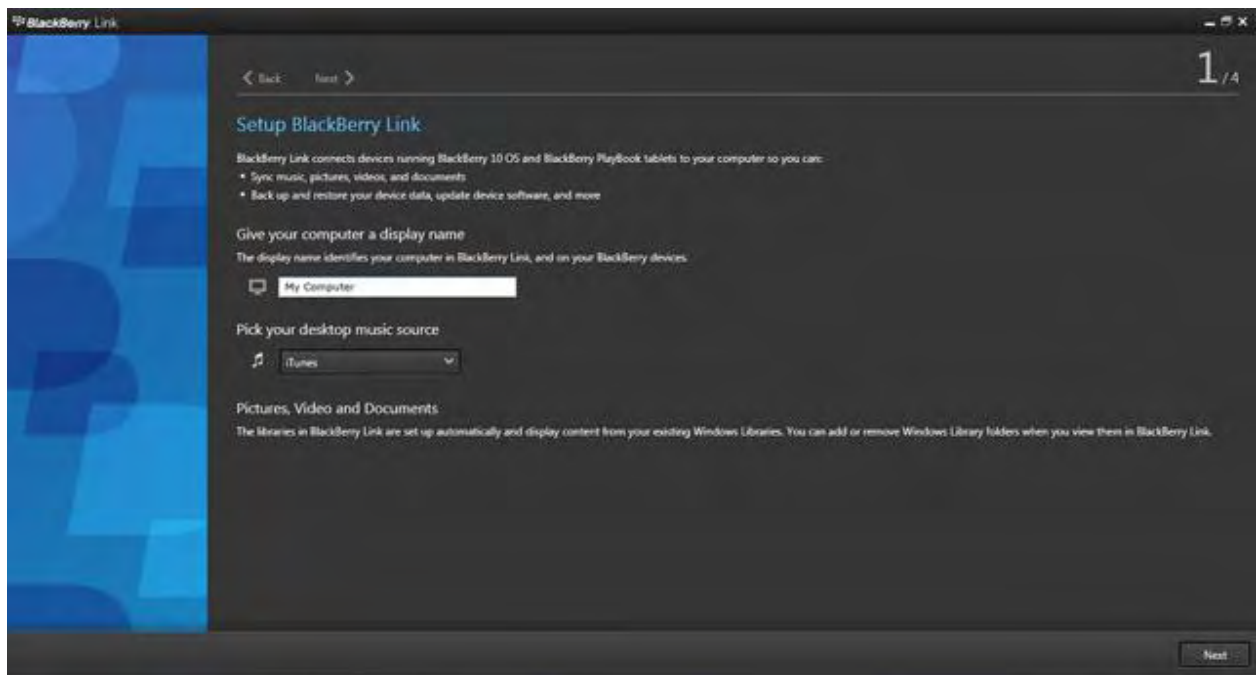 BlackBerry Link
Back Next
1/4
Setup BlackBerry Link
BlackBerry Link connects devices running BlackBerry 10 OS and BlackBerry PlayBook tablets to your computer so you can:
• Sync music, pictures, videos, and documents
• Back up and restore your device data, update device software, and more
Give your computer a display name
The display name identifies your computer in BlackBerry Link, and on your BlackBerry devices.
My Computer
Pick your desktop music source
iTunes
Pictures, Video and Documents
The libraries in BlackBerry Link are set up automatically and display content from your existing Windows Libraries. You can add or remove Windows Library folders when you view them in BlackBerry Link.
Next